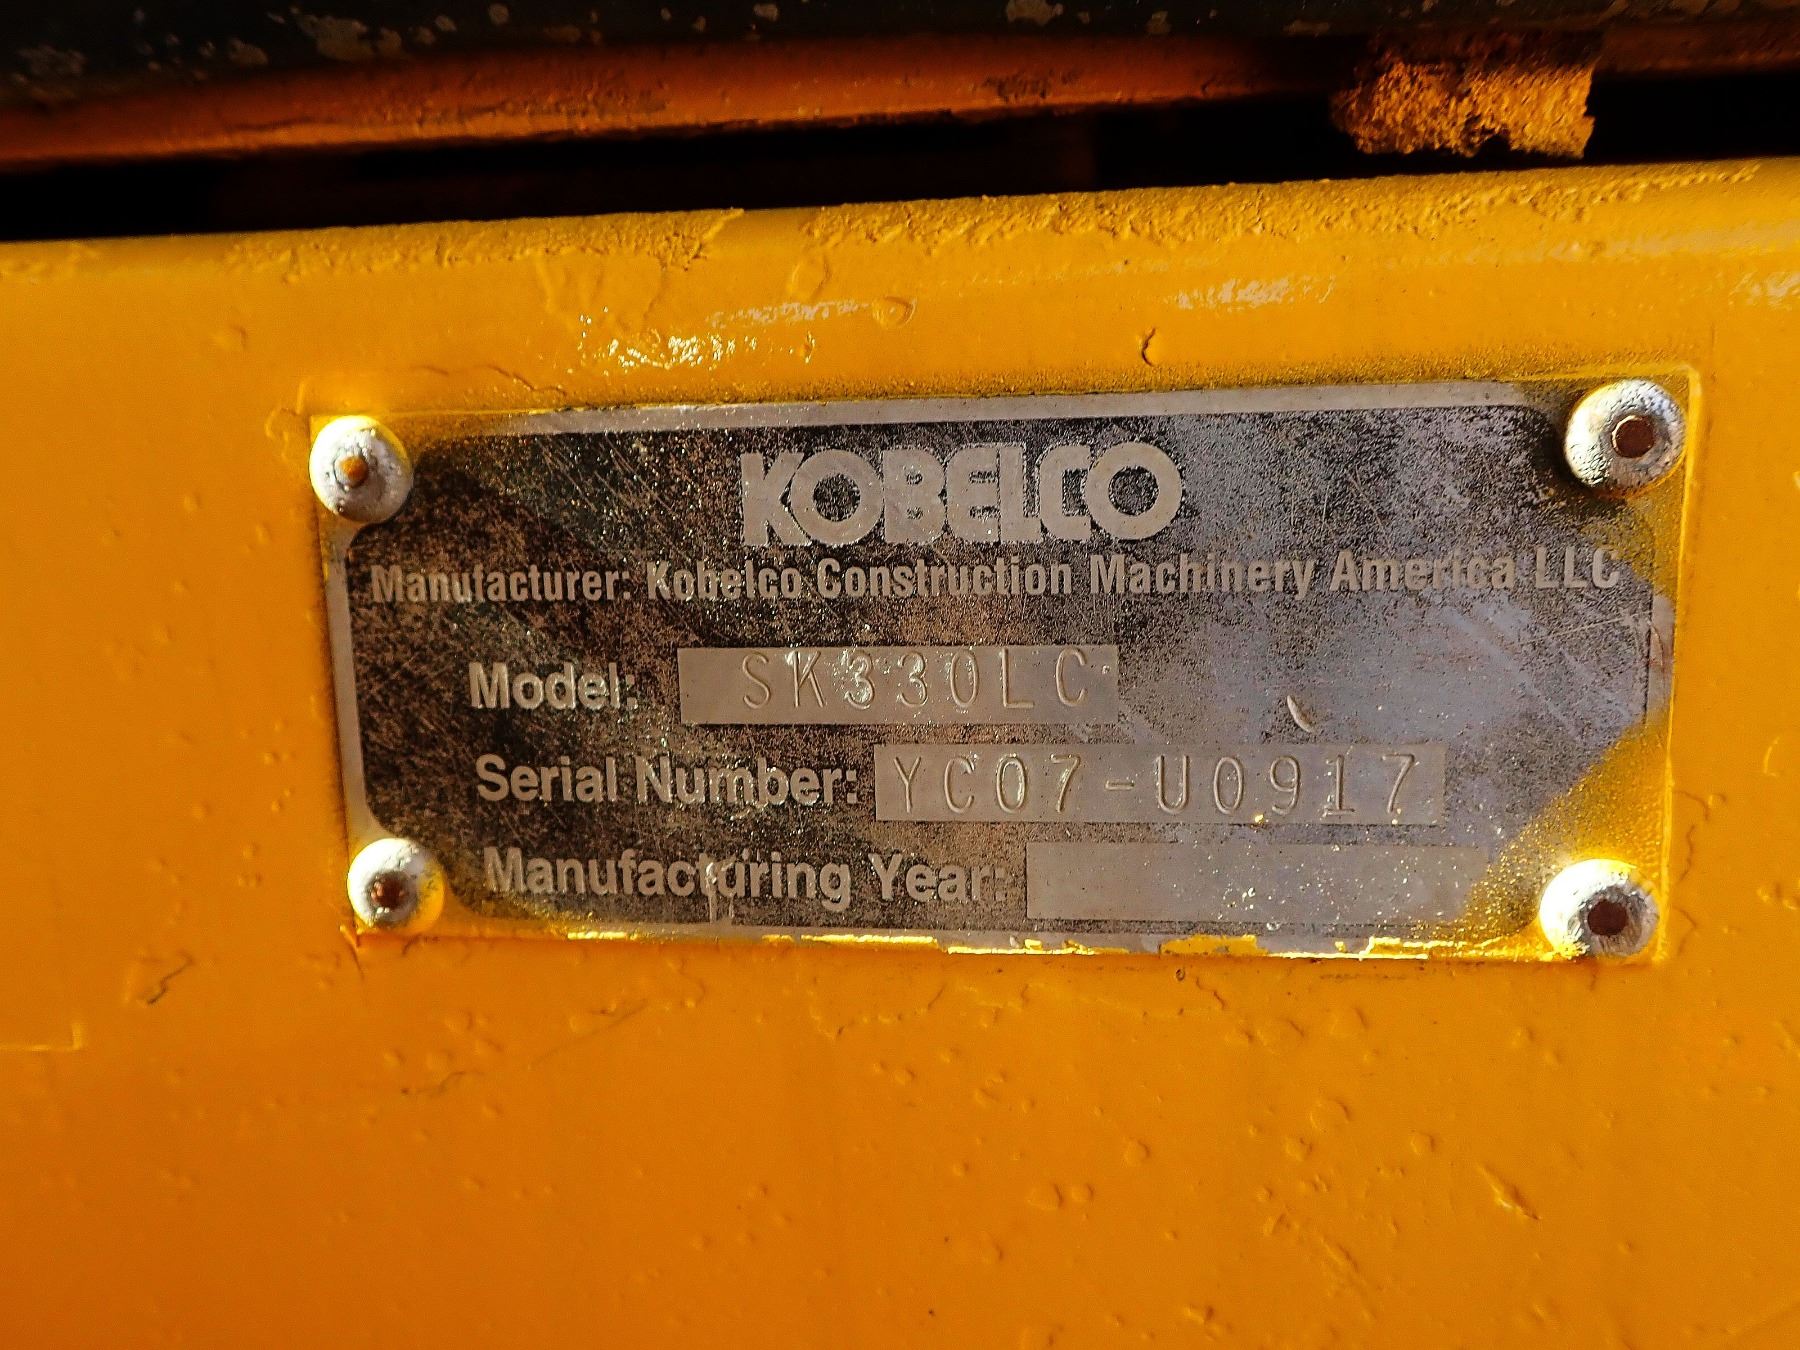 KOBELCO
Manufacturer: Kobelco Construction Machinery America LLC
Model: SK330LC
Serial Number: YC07-U0917
Manufacturing Year: